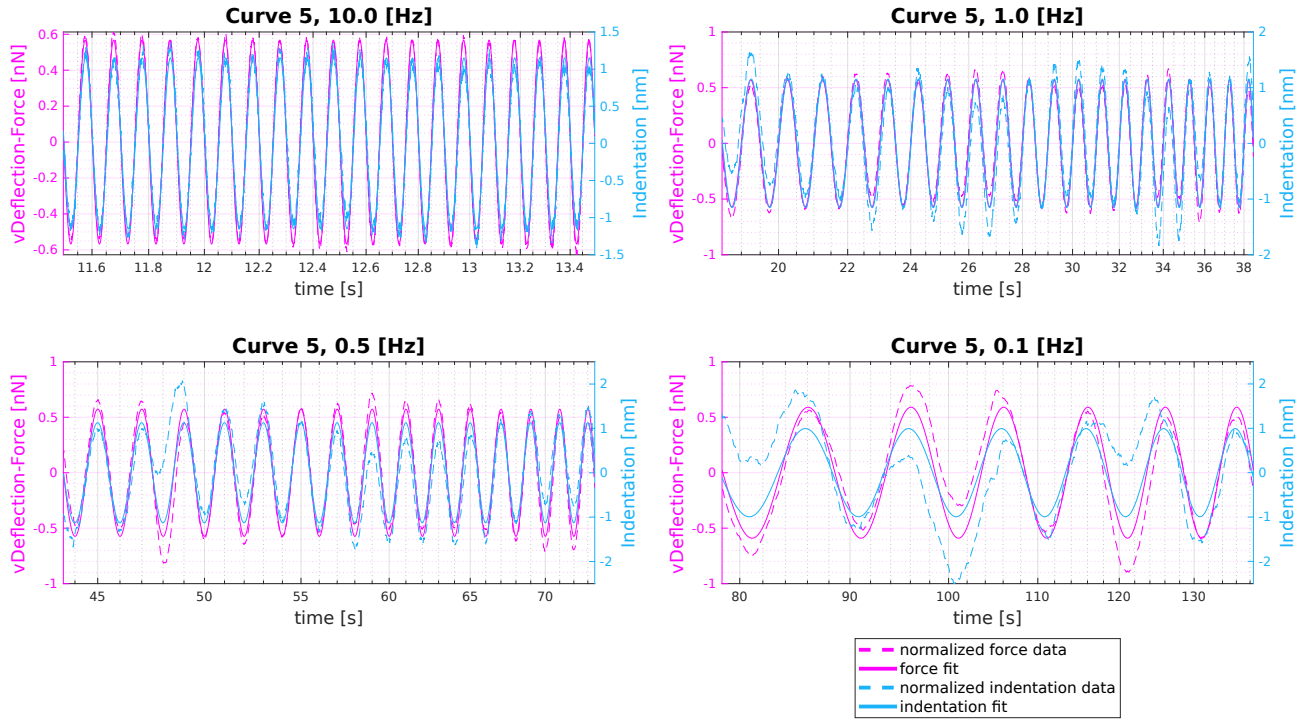 Curve 5, 10.0 [Hz]
vDeflection-Force [nN]
0.6
0.4
0.2
0
-0.2
-0.4
-0.6
1.5
1
0.5
0
-0.5
-1
-1.5
Indentation [nm]
11.6 11.8 12 12.2 12.4 12.6 12.8 13 13.2 13.4
time [s]
Curve 5, 1.0 [Hz]
vDeflection-Force [nN]
1
0.5
0
-0.5
-1
2
1
0
-1
-2
Indentation [nm]
20 22 24 26 28 30 32 34 36 38
time [s]
Curve 5, 0.5 [Hz]
vDeflection-Force [nN]
1
0.5
0
-0.5
-1
2
1
0
-1
-2
Indentation [nm]
45 50 55 60 65 70
time [s]
Curve 5, 0.1 [Hz]
vDeflection-Force [nN]
1
0.5
0
-0.5
-1
2
1
0
-1
-2
Indentation [nm]
80 90 100 110 120 130
time [s]
normalized force data
force fit
normalized indentation data
indentation fit